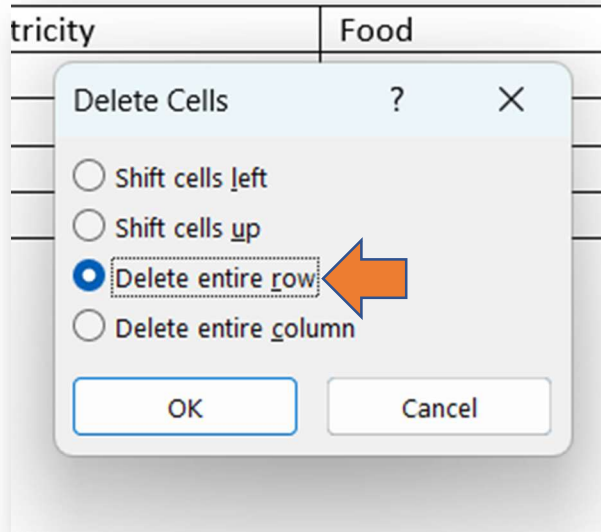 tricity Food
Delete Cells ?
Shift cells left
Shift cells up
Delete entire row
Delete entire column
OK Cancel